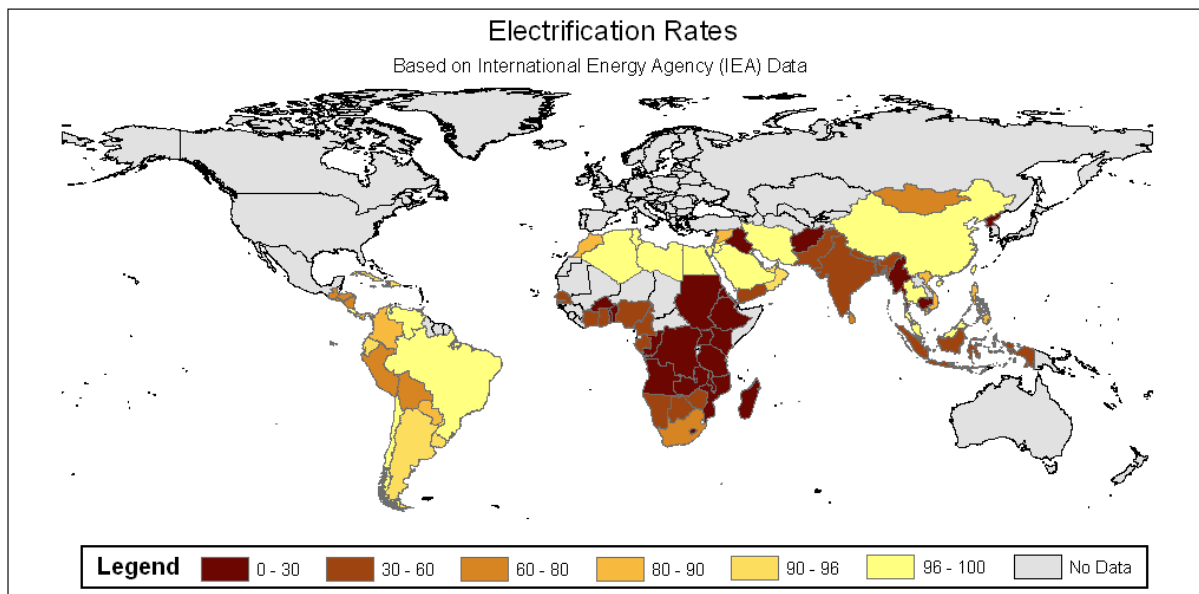 Electrification Rates
Based on International Energy Agency (IEA) Data
Legend 0 - 30 30 - 60 60 - 80 80 - 90 90 - 96 96 - 100 No Data